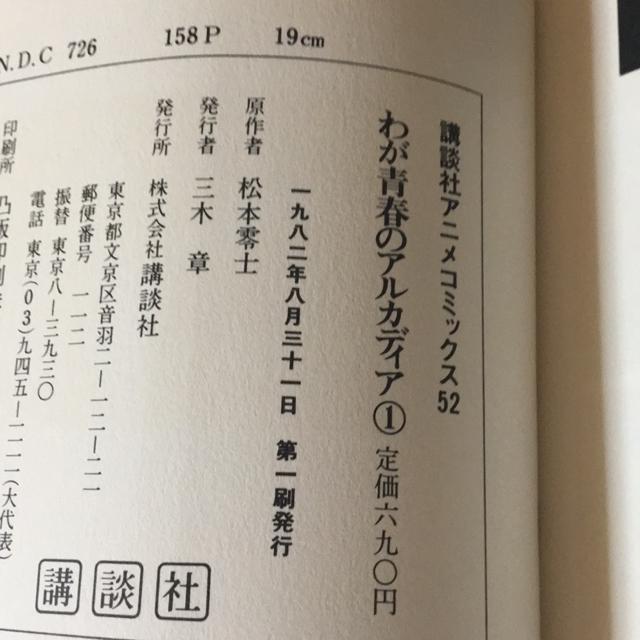 N.D.C 726 158P 19cm
講談社アニメコミックス52
わが青春のアルカディア① 定価六九〇円
一九八二年八月三十一日 第一刷発行
原作者 松本零士
発行者 三木 章
発行所 株式会社講談社
東京都文京区音羽二―一二―二一
郵便番号 一一二
振替 東京八―三九三〇
電話 東京(03)九四五―一一一一(大代表)
印刷所 凸版印刷
講談社